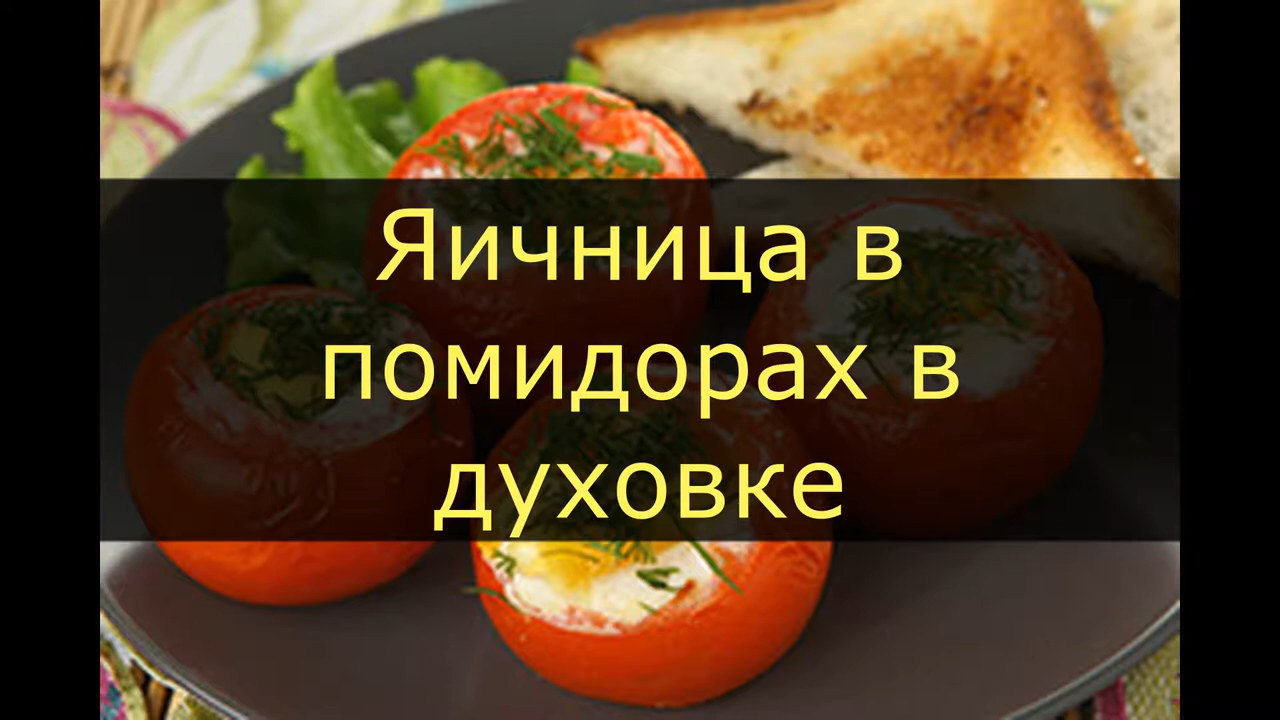 Яичница в
помидорах в
духовке